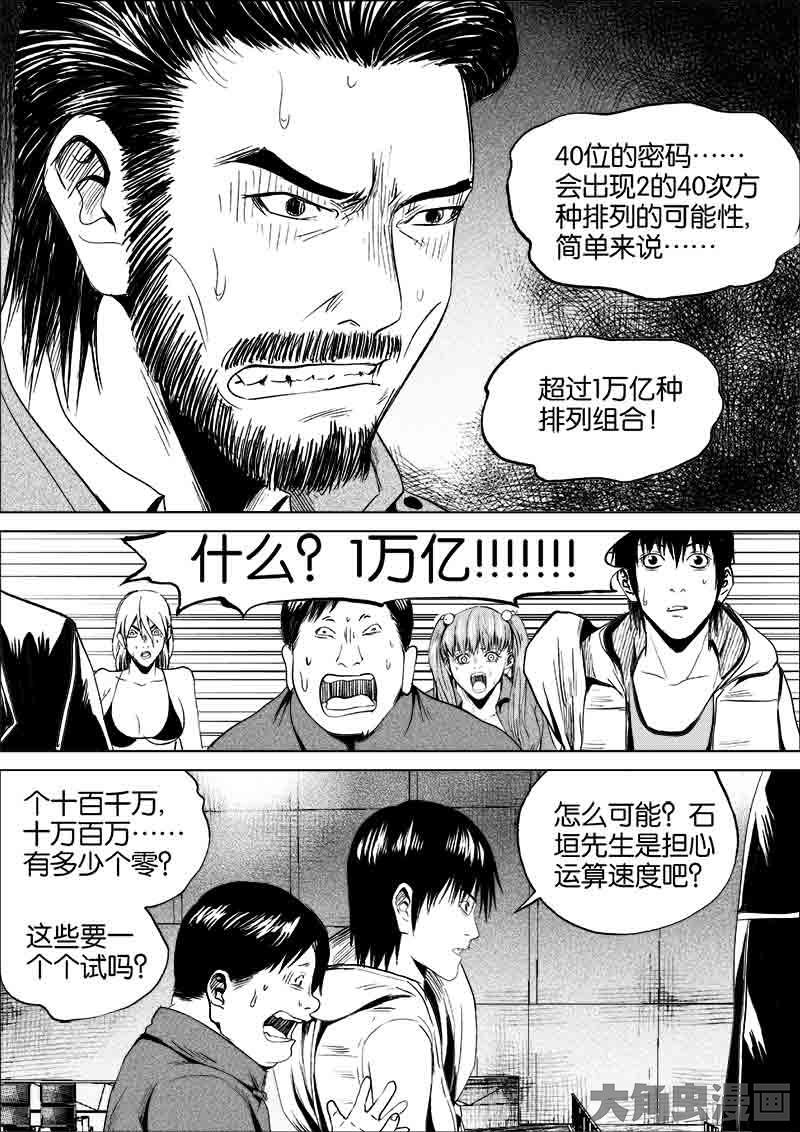 40位的密码……
会出现2的40次方
种排列的可能性,
简单来说……
超过1万亿种
排列组合!
什么? 1万亿!!!!!!!
个十百千万,
十万百万……
有多少个零?
这些要一
个个试吗?
怎么可能? 石
垣先生是担心
运算速度吧?
大角虫漫画